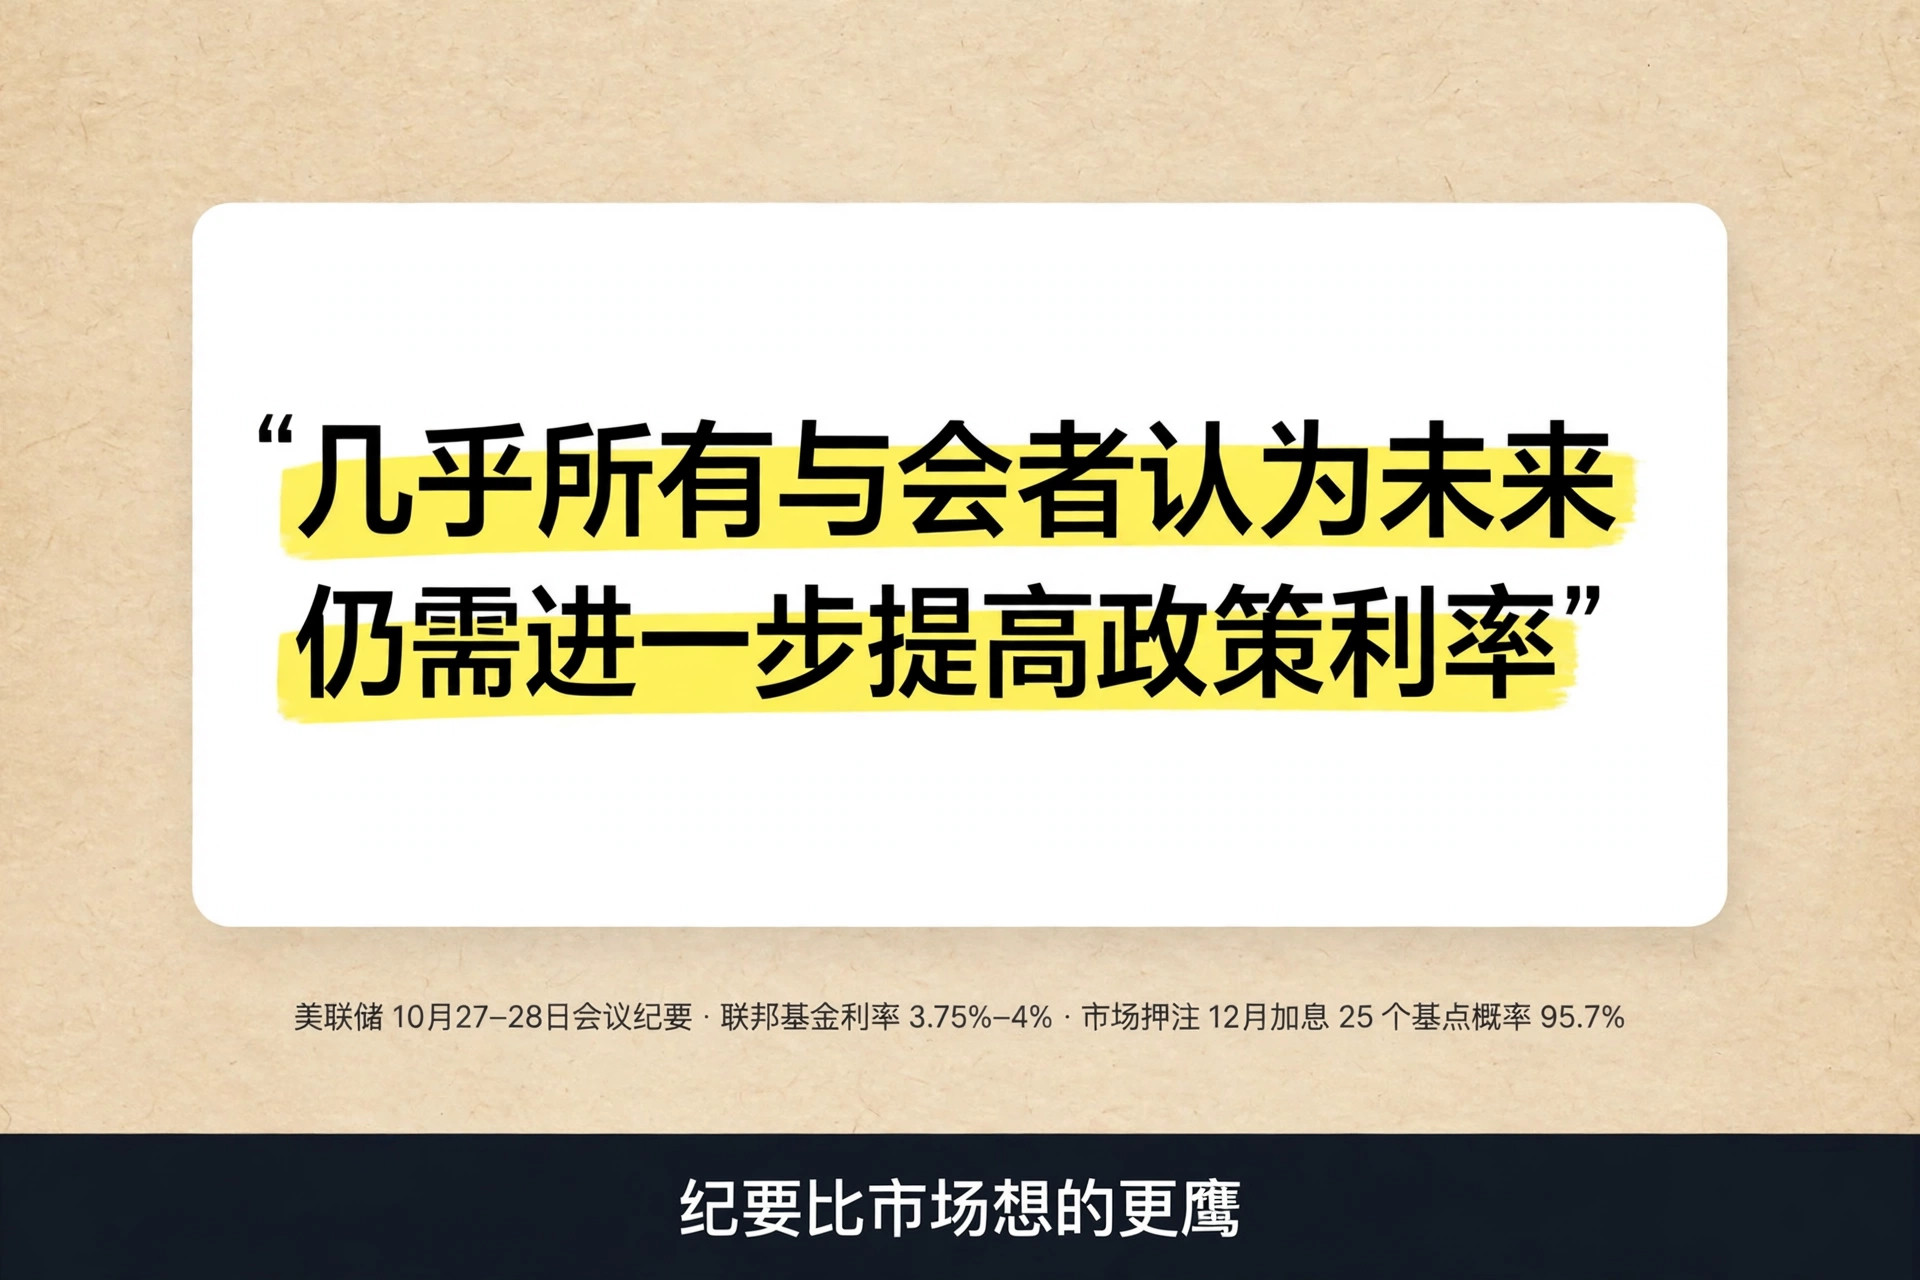 “几乎所有与会者认为未来
仍需进一步提高政策利率”
美联储 10月27–28日会议纪要 · 联邦基金利率 3.75%–4% · 市场押注 12月加息 25 个基点概率 95.7%
纪要比市场想的更鹰